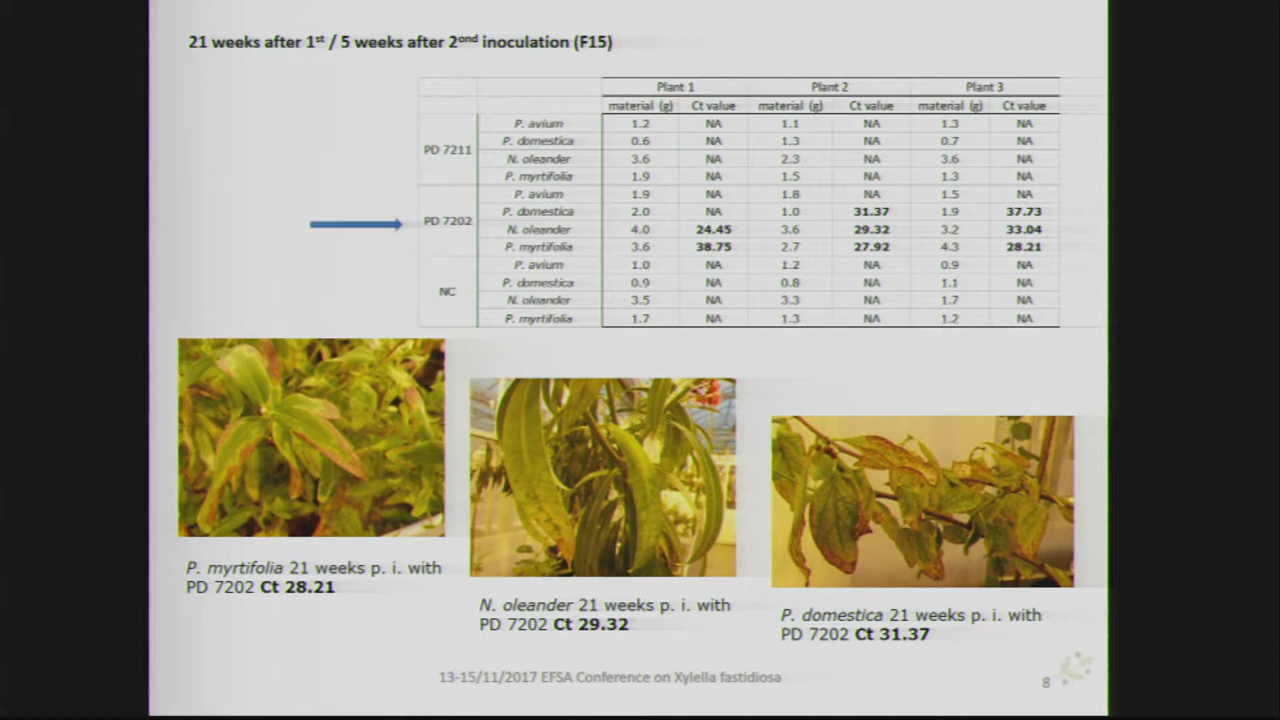 21 weeks after 1st / 5 weeks after 2ond inoculation (F15)
Plant 1 Plant 2 Plant 3
material (g) Ct value material (g) Ct value material (g) Ct value
PD 7211
P. avium 1.2 NA 1.1 NA 1.3 NA
P. domestica 0.6 NA 1.3 NA 0.7 NA
N. oleander 3.6 NA 2.3 NA 3.6 NA
P. myrtifolia 1.9 NA 1.5 NA 1.3 NA
PD 7202
P. avium 1.9 NA 1.8 NA 1.5 NA
P. domestica 2.0 NA 1.0 31.37 1.9 37.73
N. oleander 4.0 24.45 3.6 29.32 3.2 33.04
P. myrtifolia 3.6 38.75 2.7 27.92 4.3 28.21
NC
P. avium 1.0 NA 1.2 NA 0.9 NA
P. domestica 0.9 NA 0.8 NA 1.1 NA
N. oleander 3.5 NA 3.3 NA 1.7 NA
P. myrtifolia 1.7 NA 1.3 NA 1.2 NA
P. myrtifolia 21 weeks p. i. with
PD 7202 Ct 28.21
N. oleander 21 weeks p. i. with
PD 7202 Ct 29.32
P. domestica 21 weeks p. i. with
PD 7202 Ct 31.37
13-15/11/2017 EFSA Conference on Xylella fastidiosa
8